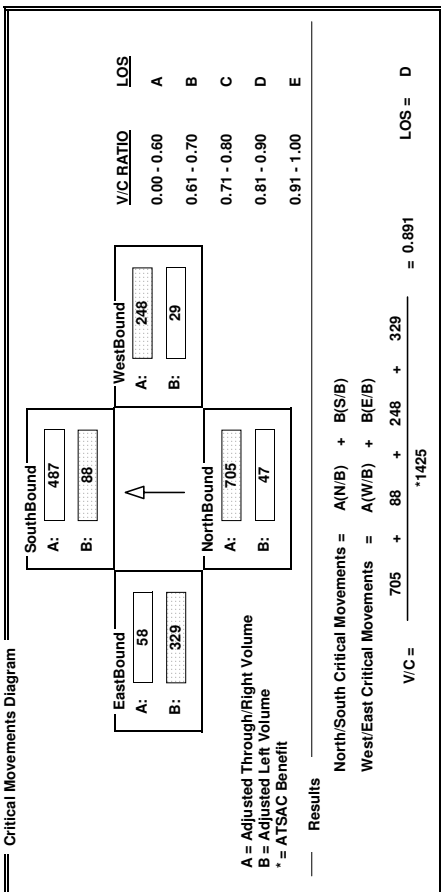 Critical Movements Diagram
SouthBound
A: 487
B: 88
EastBound
A: 58
B: 329
WestBound
A: 248
B: 29
NorthBound
A: 705
B: 47
V/C RATIO LOS
0.00 - 0.60 A
0.61 - 0.70 B
0.71 - 0.80 C
0.81 - 0.90 D
0.91 - 1.00 E
A = Adjusted Through/Right Volume
B = Adjusted Left Volume
* = ATSAC Benefit
Results
North/South Critical Movements = A(N/B) + B(S/B)
West/East Critical Movements = A(W/B) + B(E/B)
V/C = 705 + 88 + 248 + 329 = 0.891 LOS = D
*1425